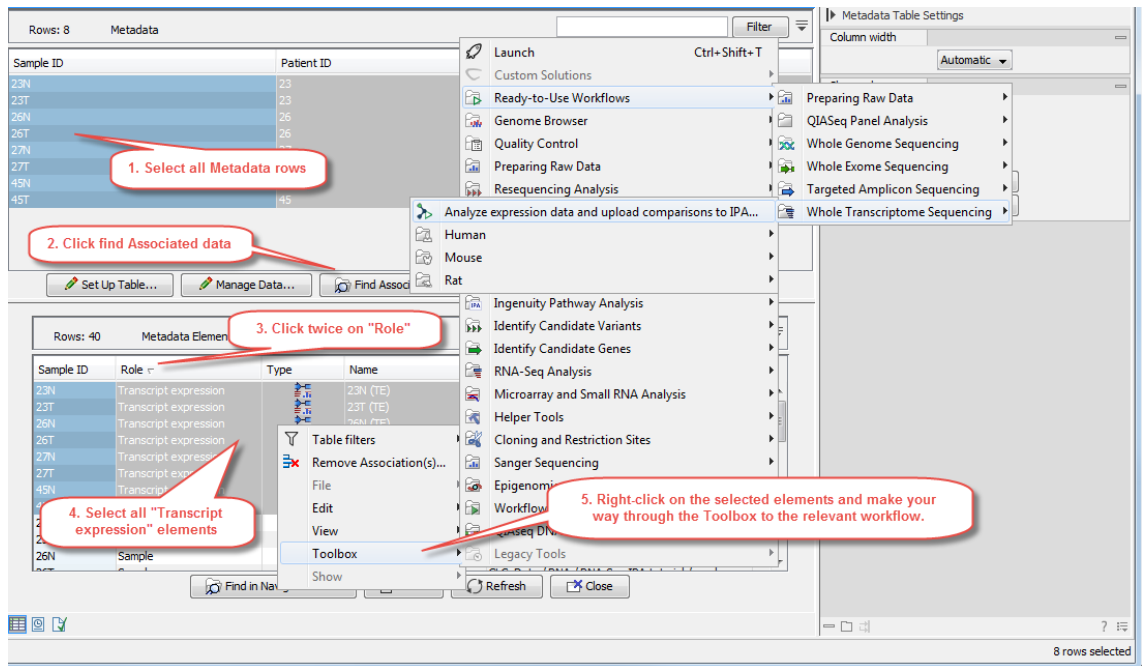 Metadata Table Settings
Rows: 8 Metadata Filter
Column width
Automatic
Sample ID Patient ID
23N 23
23T 23
26N 26
26T 26
27N
27T
45N
45T 45
1. Select all Metadata rows
2. Click find Associated data
Launch Ctrl+Shift+T
Custom Solutions
Ready-to-Use Workflows
Genome Browser
Quality Control
Preparing Raw Data
Resequencing Analysis
Preparing Raw Data
QIASeq Panel Analysis
Whole Genome Sequencing
Whole Exome Sequencing
Targeted Amplicon Sequencing
Whole Transcriptome Sequencing
Analyze expression data and upload comparisons to IPA...
Human
Mouse
Rat
Set Up Table... Manage Data... Find Associ
Ingenuity Pathway Analysis
Identify Candidate Variants
Identify Candidate Genes
RNA-Seq Analysis
Microarray and Small RNA Analysis
Helper Tools
Cloning and Restriction Sites
Sanger Sequencing
Epigenomi
Workflow
QIAseq DN
Legacy Tools
3. Click twice on "Role"
Rows: 40 Metadata Elemen
Sample ID Role Type Name
23N Transcript expression 23N (TE)
23T Transcript expression 23T (TE)
26N Transcript expression 26N (TE)
26T Transcript expression
27N Transcript expression
27T Transcript exp
45N Transcript
4. Select all "Transcript
expression" elements
26N Sample
Table filters
Remove Association(s)...
File
Edit
View
Toolbox
Show
5. Right-click on the selected elements and make your
way through the Toolbox to the relevant workflow.
Find in Nav Refresh Close
8 rows selected